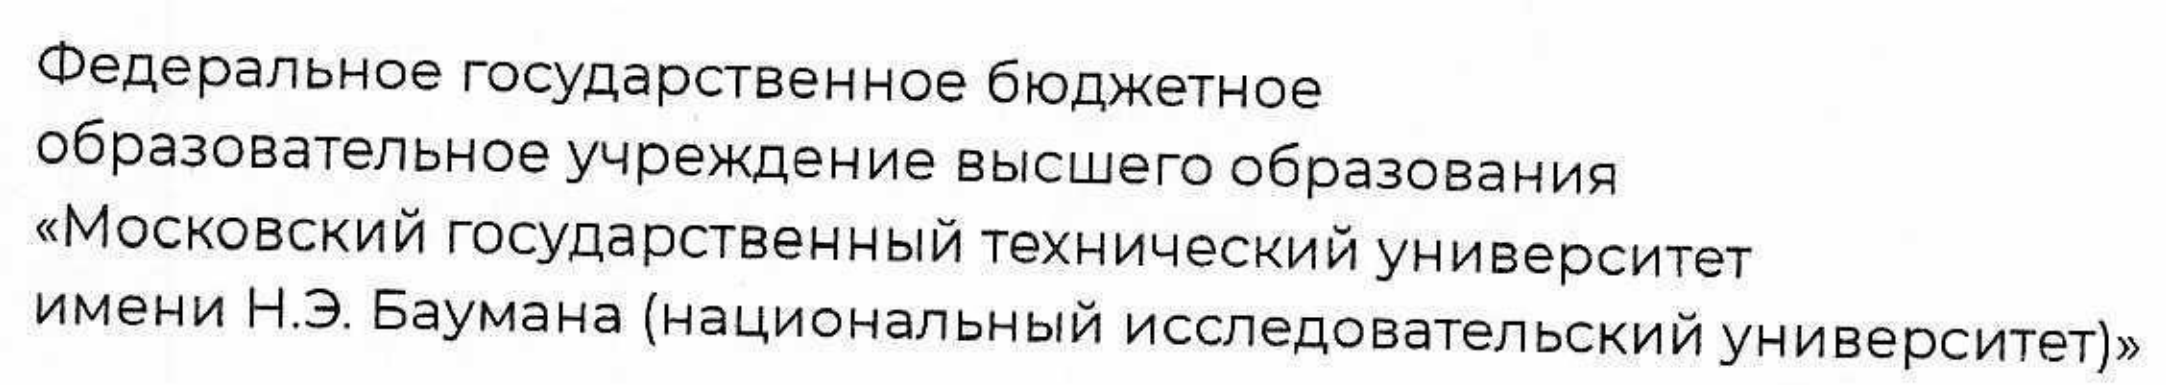 Федеральное государственное бюджетное
образовательное учреждение высшего образования
«Московский государственный технический университет
имени Н.Э. Баумана (национальный исследовательский университет)»